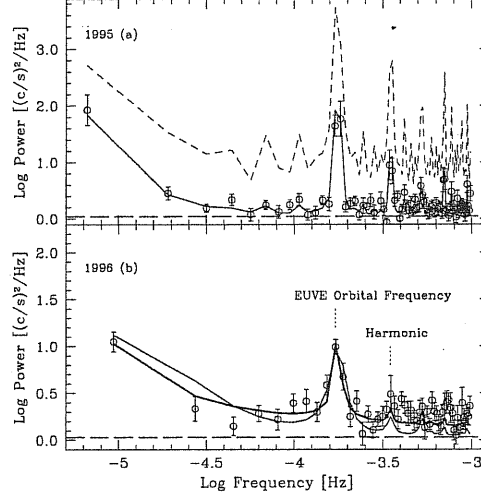 1995 (a)
Log Power [(c/s)²/Hz]
3.0
2.0
1.0
0.0
1996 (b)
EUVE Orbital Frequency
Harmonic
Log Power [(c/s)²/Hz]
2.0
1.5
1.0
0.5
0.0
−5 −4.5 −4 −3.5 −3
Log Frequency [Hz]